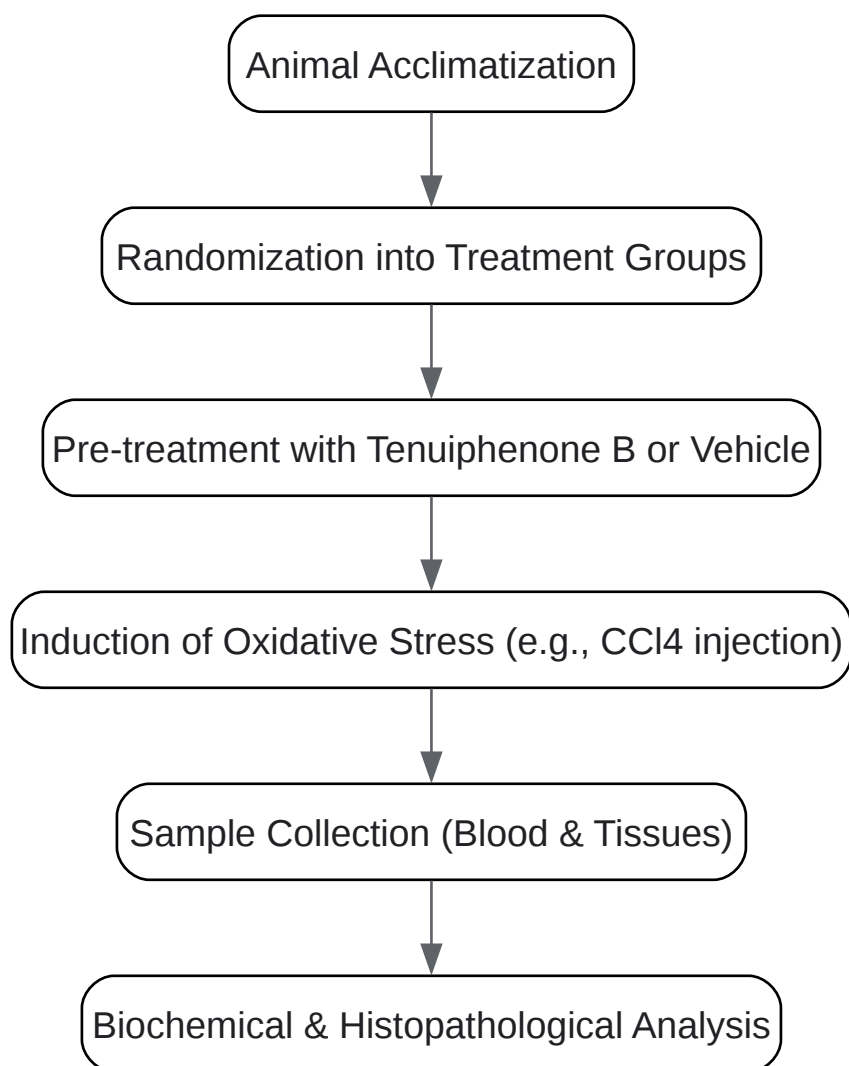 Animal Acclimatization
Randomization into Treatment Groups
Pre-treatment with Tenuiphenone B or Vehicle
Induction of Oxidative Stress (e.g., CCl4 injection)
Sample Collection (Blood & Tissues)
Biochemical & Histopathological Analysis